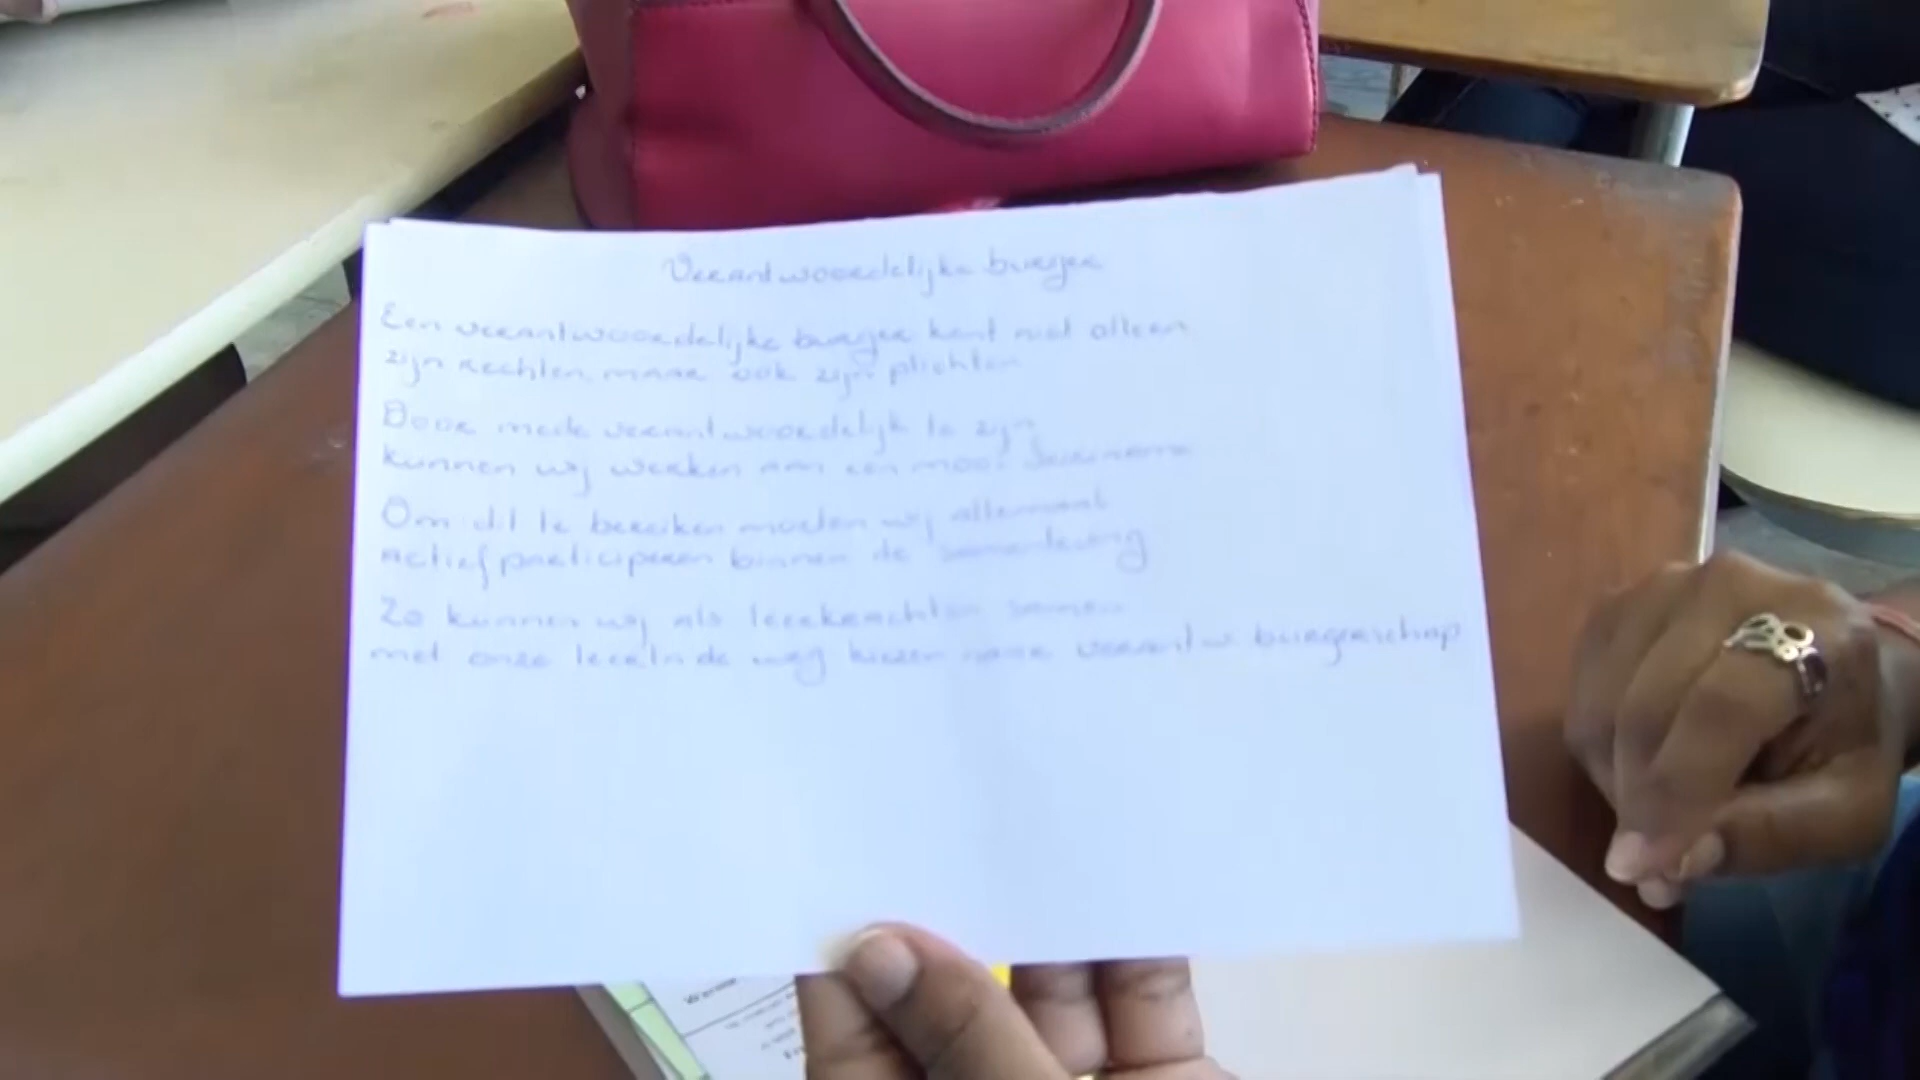 Verantwoordelijke burger
Een verantwoordelijke burger kent niet alleen
zijn rechten maar ook zijn plichten
Door mede verantwoordelijk te zijn
kunnen wij werken aan een mooi Suriname
Om dit te bereiken moeten wij allemaal
actief participeren binnen de samenleving
Zo kunnen wij als leerkrachten samen
met onze leerln de weg kiezen naar verantw burgerschap